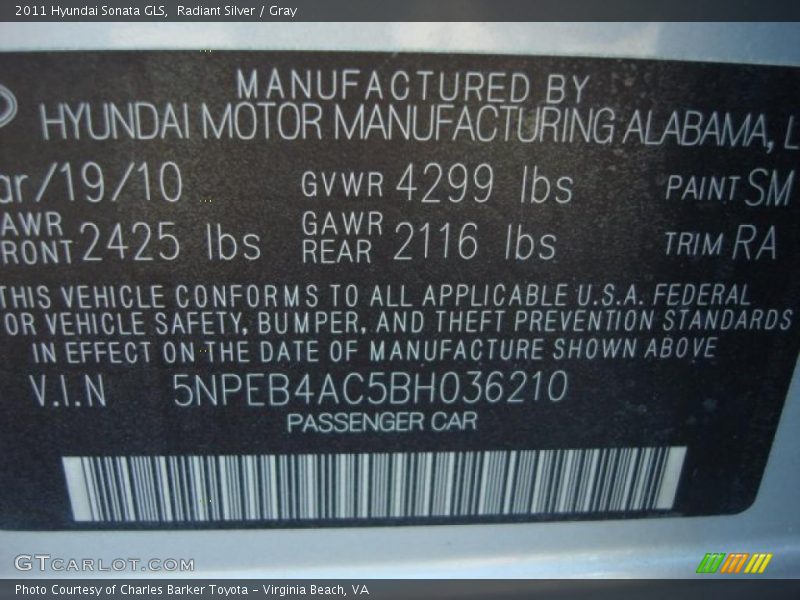 2011 Hyundai Sonata GLS, Radiant Silver / Gray
MANUFACTURED BY
HYUNDAI MOTOR MANUFACTURING ALABAMA, L
ar/19/10 GVWR 4299 lbs PAINT SM
AWR RONT 2425 lbs GAWR REAR 2116 lbs TRIM RA
THIS VEHICLE CONFORMS TO ALL APPLICABLE U.S.A. FEDERAL
OR VEHICLE SAFETY, BUMPER, AND THEFT PREVENTION STANDARDS
IN EFFECT ON THE DATE OF MANUFACTURE SHOWN ABOVE
V.I.N 5NPEB4AC5BH036210
PASSENGER CAR
GTCARLOT.COM
Photo Courtesy of Charles Barker Toyota - Virginia Beach, VA